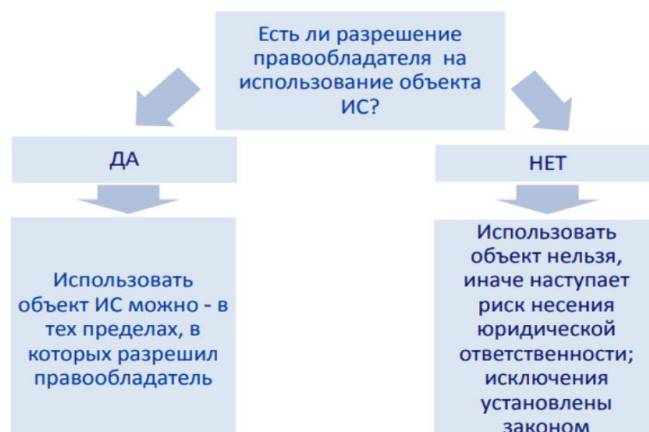 Есть ли разрешение
правообладателя на
использование объекта
ИС?
ДА
НЕТ
Использовать
объект ИС можно - в
тех пределах, в
которых разрешил
правообладатель
Использовать
объект нельзя,
иначе наступает
риск несения
юридической
ответственности;
исключения
установлены
законом